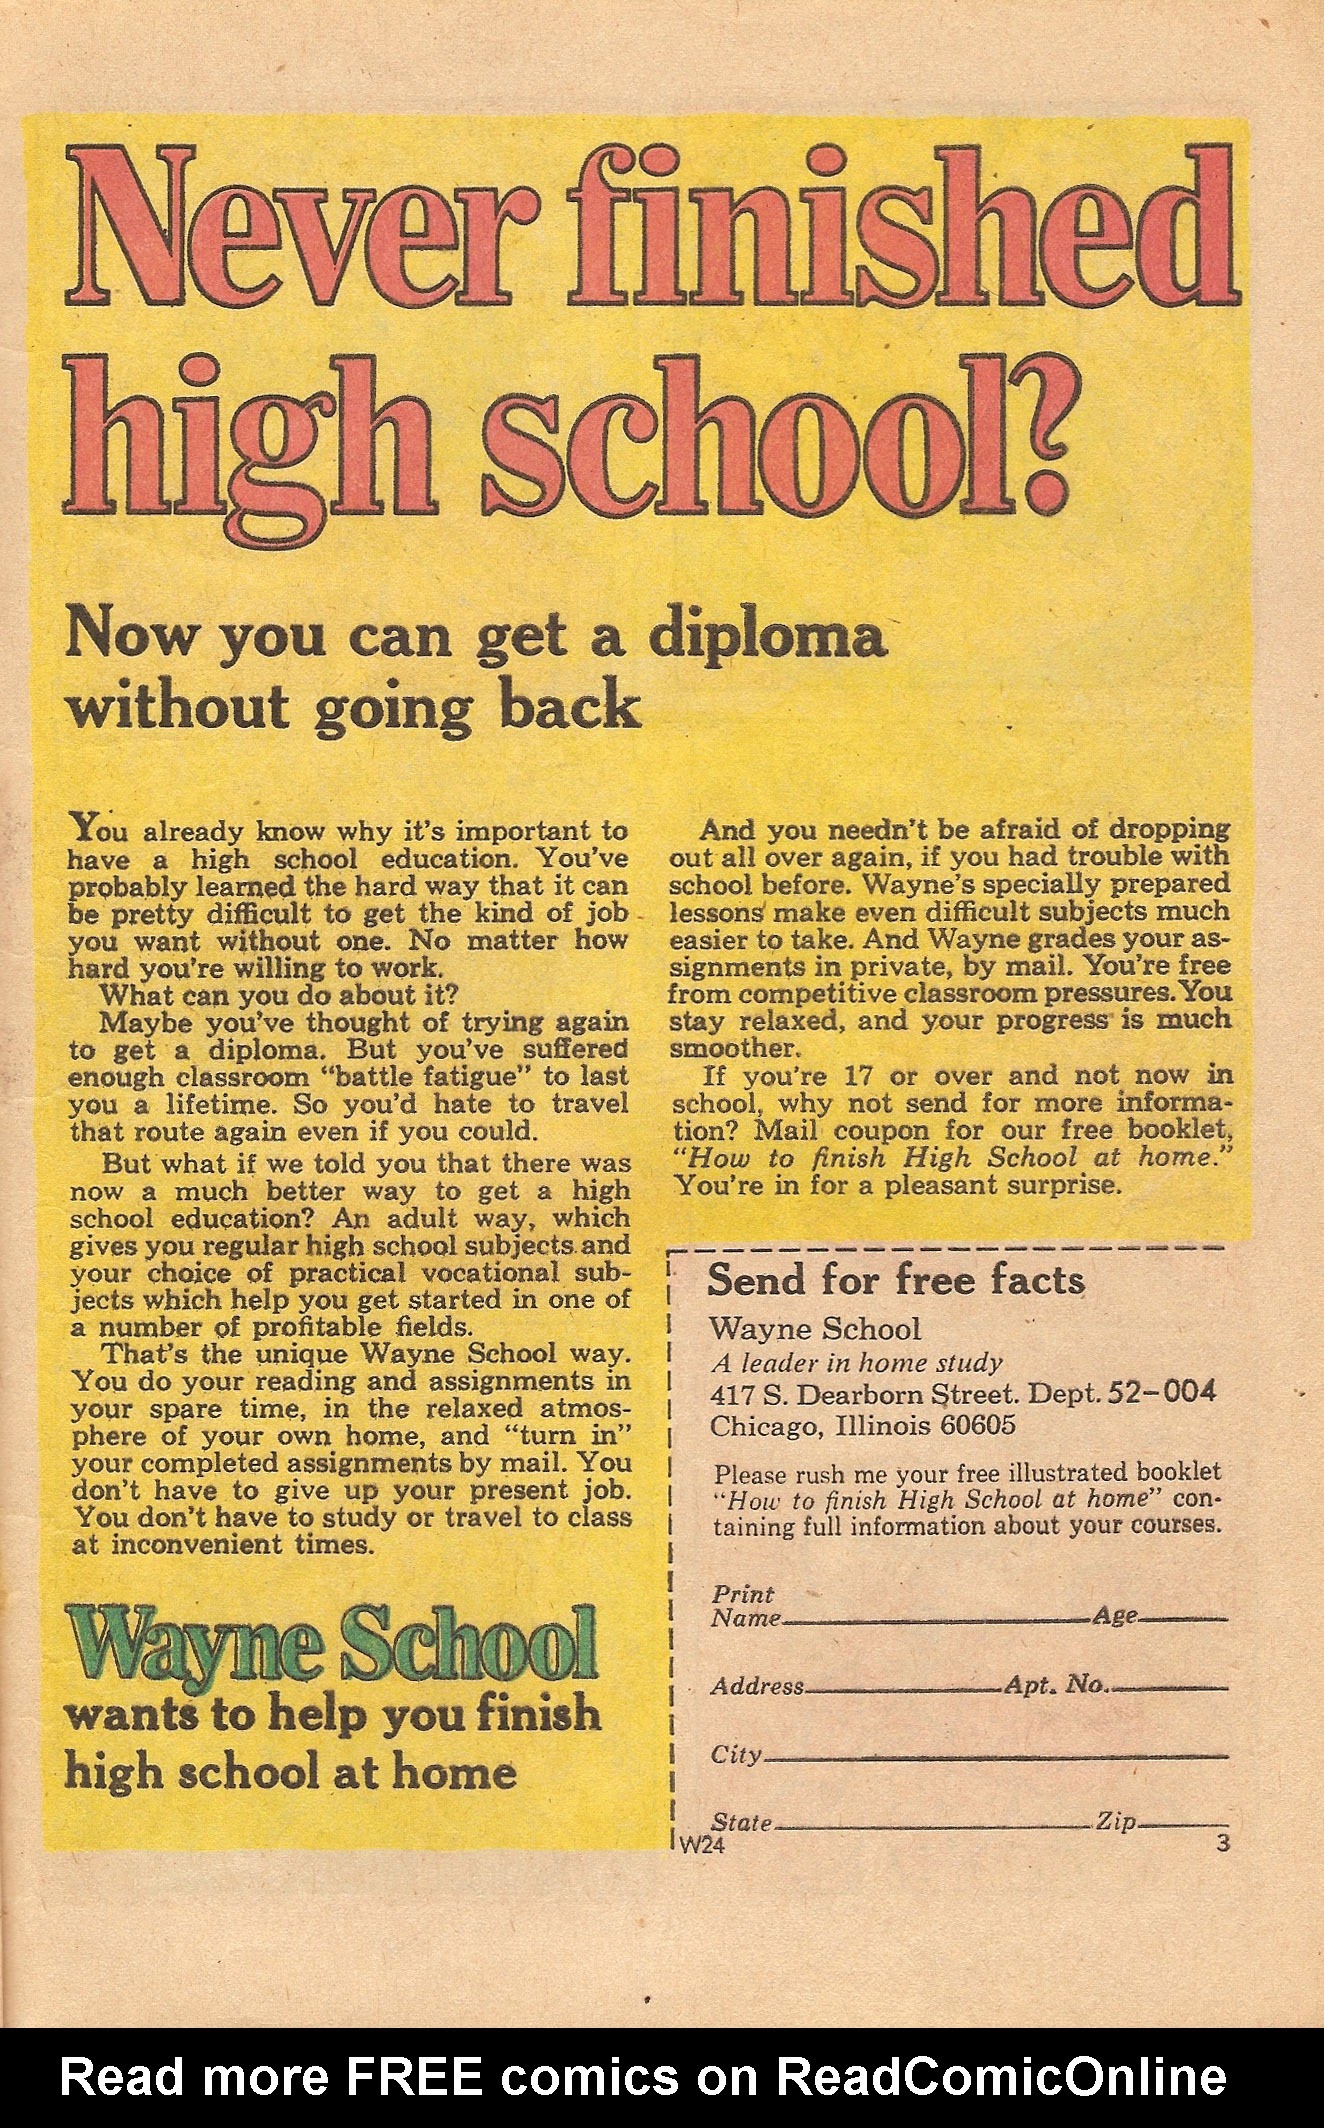 Never finished
high school?
Now you can get a diploma
without going back
You already know why it's important to
have a high school education. You've
probably learned the hard way that it can
be pretty difficult to get the kind of job
you want without one. No matter how
hard you're willing to work.
What can you do about it?
Maybe you've thought of trying again
to get a diploma. But you've suffered
enough classroom "battle fatigue" to last
you a lifetime. So you'd hate to travel
that route again even if you could.
But what if we told you that there was
now a much better way to get a high
school education? An adult way, which
gives you regular high school subjects and
your choice of practical vocational sub-
jects which help you get started in one of
a number of profitable fields.
That's the unique Wayne School way.
You do your reading and assignments in
your spare time, in the relaxed atmos-
phere of your own home, and "turn in"
your completed assignments by mail. You
don't have to give up your present job.
You don't have to study or travel to class
at inconvenient times.
Wayne School
wants to help you finish
high school at home
And you needn't be afraid of dropping
out all over again, if you had trouble with
school before. Wayne's specially prepared
lessons make even difficult subjects much
easier to take. And Wayne grades your as-
signments in private, by mail. You're free
from competitive classroom pressures. You
stay relaxed, and your progress is much
smoother.
If you're 17 or over and not now in
school, why not send for more informa-
tion? Mail coupon for our free booklet,
"How to finish High School at home."
You're in for a pleasant surprise.
Send for free facts
Wayne School
A leader in home study
417 S. Dearborn Street. Dept. 52-004
Chicago, Illinois 60605
Please rush me your free illustrated booklet
"How to finish High School at home" con-
taining full information about your courses.
Print
Name Age
Address Apt. No.
City
State Zip
W24 3
Read more FREE comics on ReadComicOnline